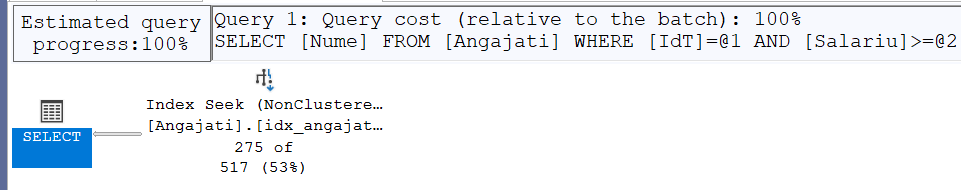 Estimated query
progress:100%
Query 1: Query cost (relative to the batch): 100%
SELECT [Nume] FROM [Angajati] WHERE [IdT]=@1 AND [Salariu]>=@2
Index Seek (NonClustere…
[Angajati].[idx_angajat…
275 of
517 (53%)
SELECT